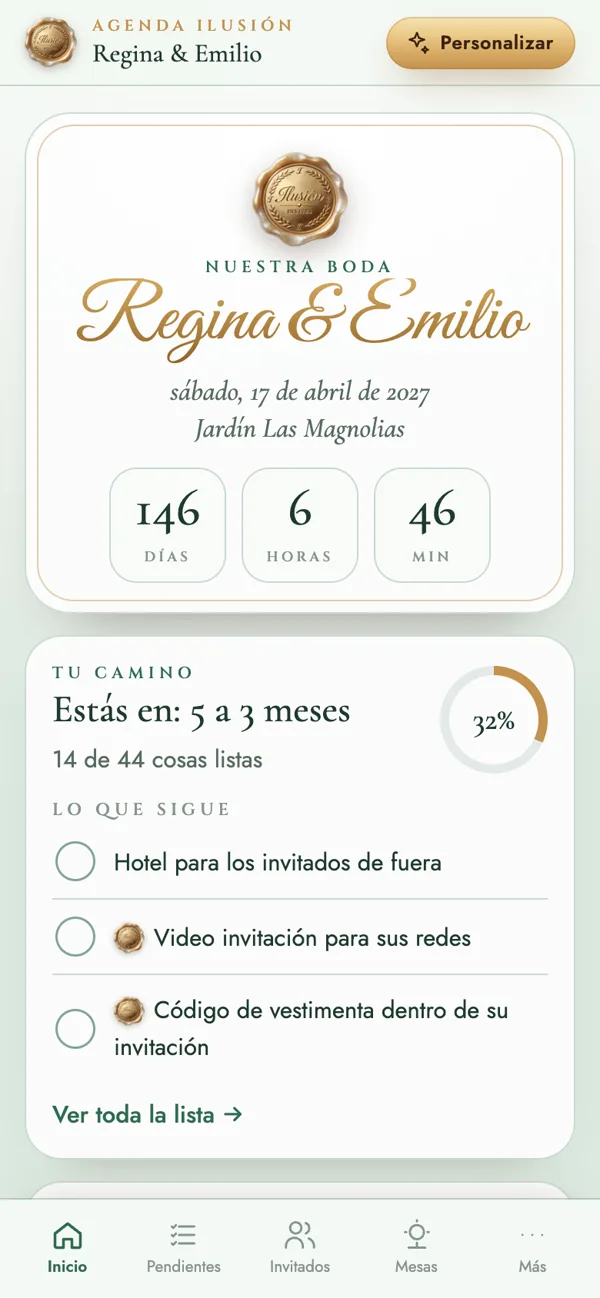 AGENDA ILUSIÓN
Regina & Emilio
Personalizar
Ilusión
NUESTRA BODA
Regina & Emilio
sábado, 17 de abril de 2027
Jardín Las Magnolias
146
DÍAS
6
HORAS
46
MIN
TU CAMINO
Estás en: 5 a 3 meses
14 de 44 cosas listas
32%
LO QUE SIGUE
Hotel para los invitados de fuera
Video invitación para sus redes
Código de vestimenta dentro de su
invitación
Ver toda la lista →
Inicio
Pendientes
Invitados
Mesas
Más